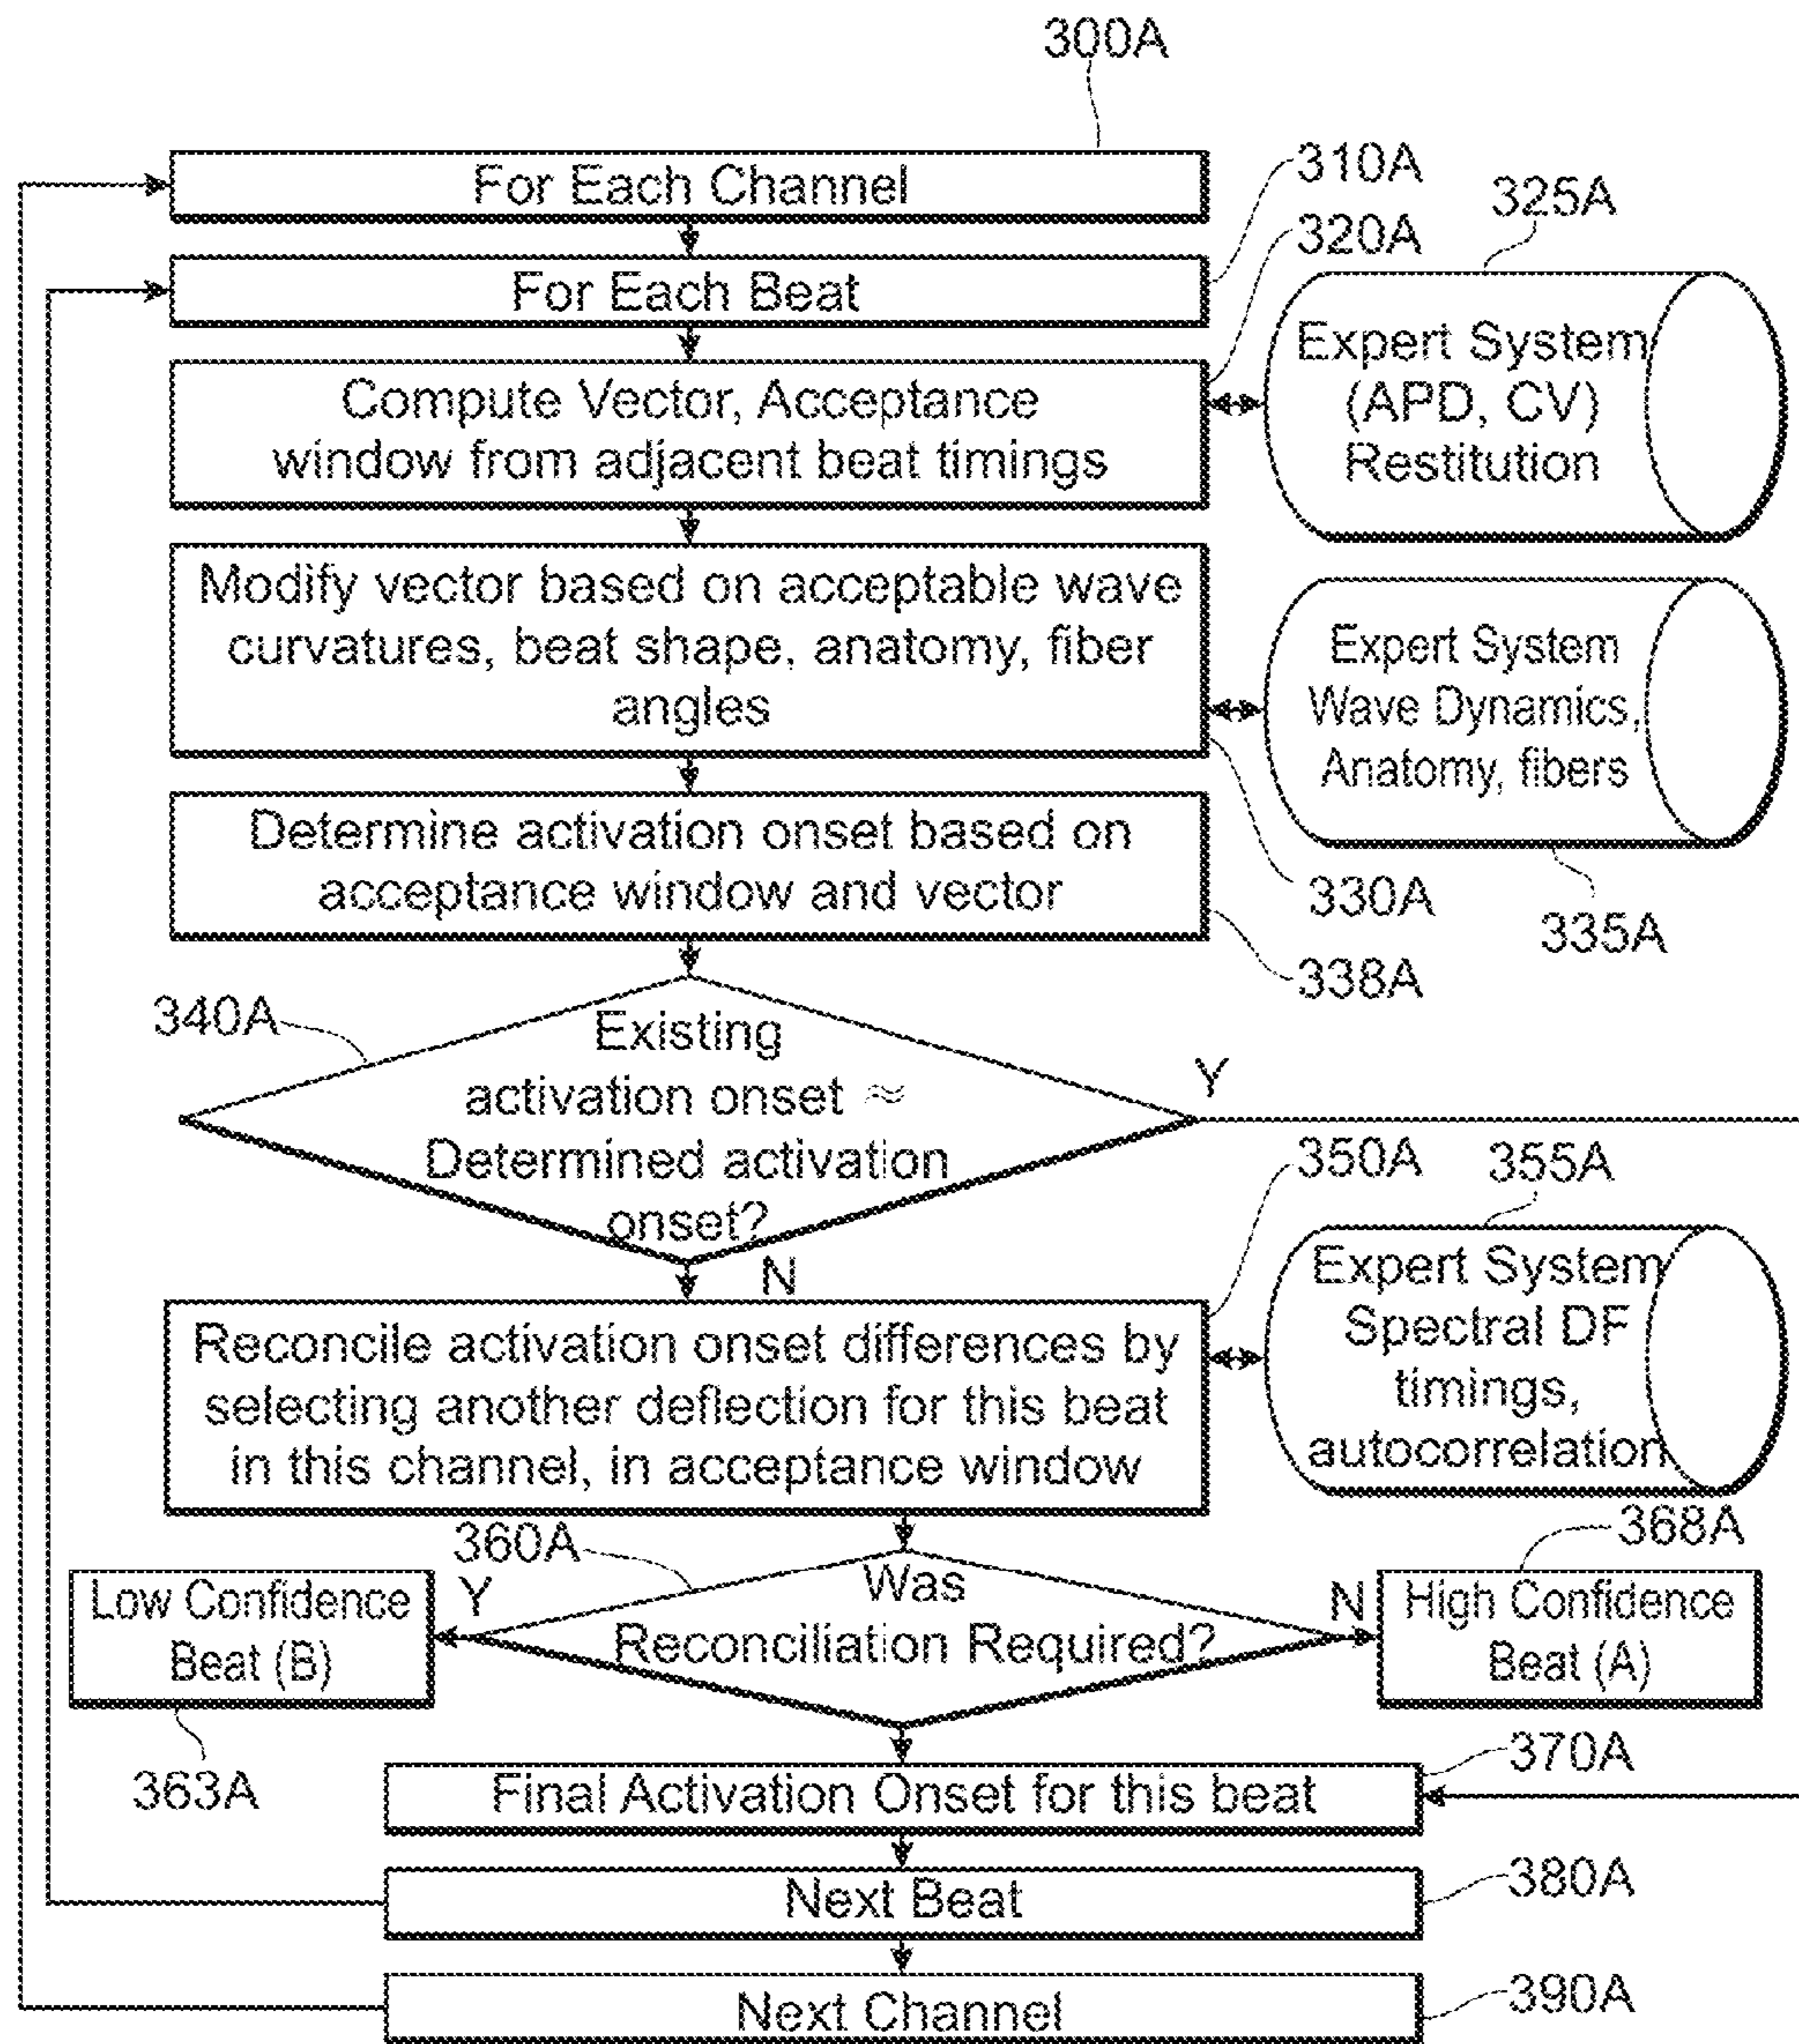 300A
For Each Channel
310A
For Each Beat
320A
325A
Compute Vector, Acceptance
window from adjacent beat timings
Expert System
(APD, CV)
Restitution
Modify vector based on acceptable wave
curvatures, beat shape, anatomy, fiber
angles
Expert System
Wave Dynamics,
Anatomy, fibers
330A
335A
Determine activation onset based on
acceptance window and vector
338A
340A
Existing
activation onset ≈
Determined activation
onset?
Y
N
350A
355A
Reconcile activation onset differences by
selecting another deflection for this beat
in this channel, in acceptance window
Expert System
Spectral DF
timings,
autocorrelation
360A
368A
Was
Reconciliation Required?
Y
N
Low Confidence
Beat (B)
363A
High Confidence
Beat (A)
370A
Final Activation Onset for this beat
Next Beat
380A
Next Channel
390A